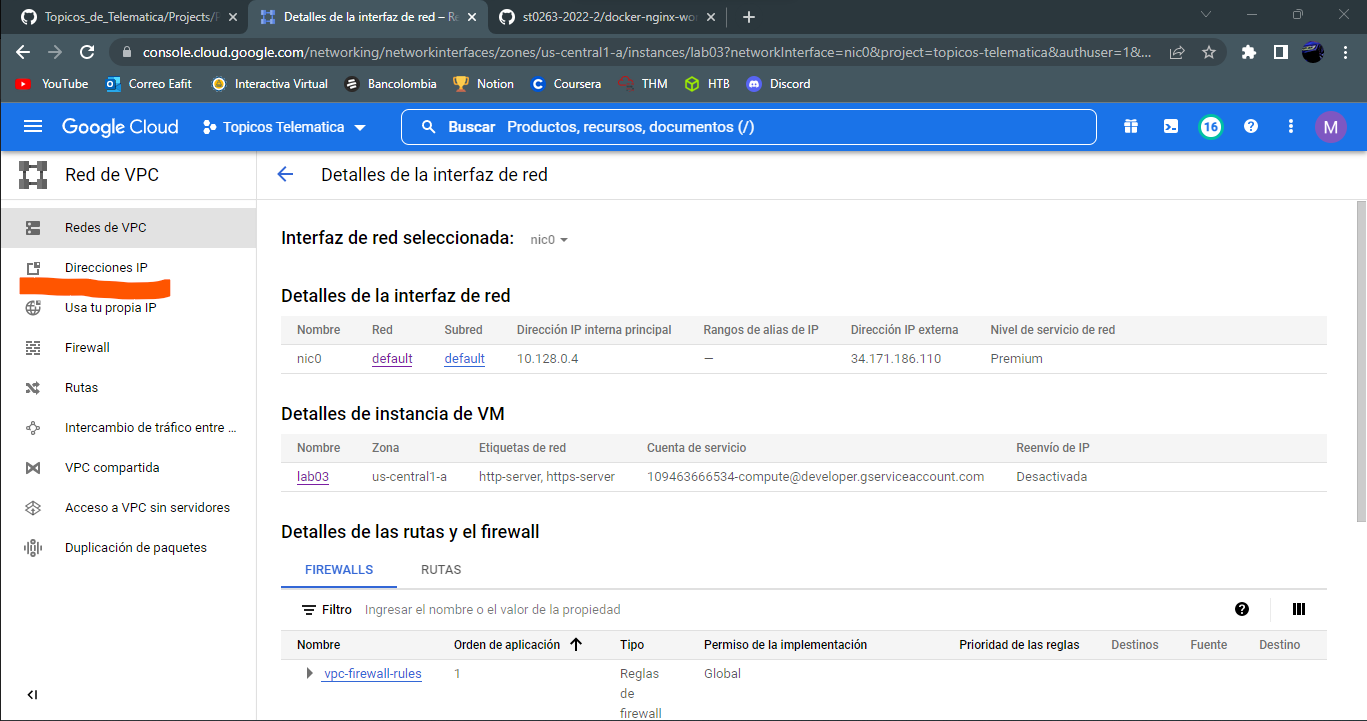 Topicos_de_Telematica/Projects/P
Detalles de la interfaz de red – Re
st0263-2022-2/docker-nginx-wor
console.cloud.google.com/networking/networkinterfaces/zones/us-central1-a/instances/lab03?networkInterface=nic0&project=topicos-telematica&authuser=1&...
YouTube Correo Eafit Interactiva Virtual Bancolombia Notion Coursera THM HTB Discord
Google Cloud Topicos Telematica Buscar Productos, recursos, documentos (/) 16 M
Red de VPC
Redes de VPC
Direcciones IP
Usa tu propia IP
Firewall
Rutas
Intercambio de tráfico entre ...
VPC compartida
Acceso a VPC sin servidores
Duplicación de paquetes
Detalles de la interfaz de red
Interfaz de red seleccionada: nic0
Detalles de la interfaz de red
Nombre Red Subred Dirección IP interna principal Rangos de alias de IP Dirección IP externa Nivel de servicio de red
nic0 default default 10.128.0.4 — 34.171.186.110 Premium
Detalles de instancia de VM
Nombre Zona Etiquetas de red Cuenta de servicio Reenvío de IP
lab03 us-central1-a http-server, https-server 109463666534-compute@developer.gserviceaccount.com Desactivada
Detalles de las rutas y el firewall
FIREWALLS RUTAS
Filtro Ingresar el nombre o el valor de la propiedad
Nombre Orden de aplicación Tipo Permiso de la implementación Prioridad de las reglas Destinos Fuente Destino
vpc-firewall-rules 1 Reglas Global
de
firewall